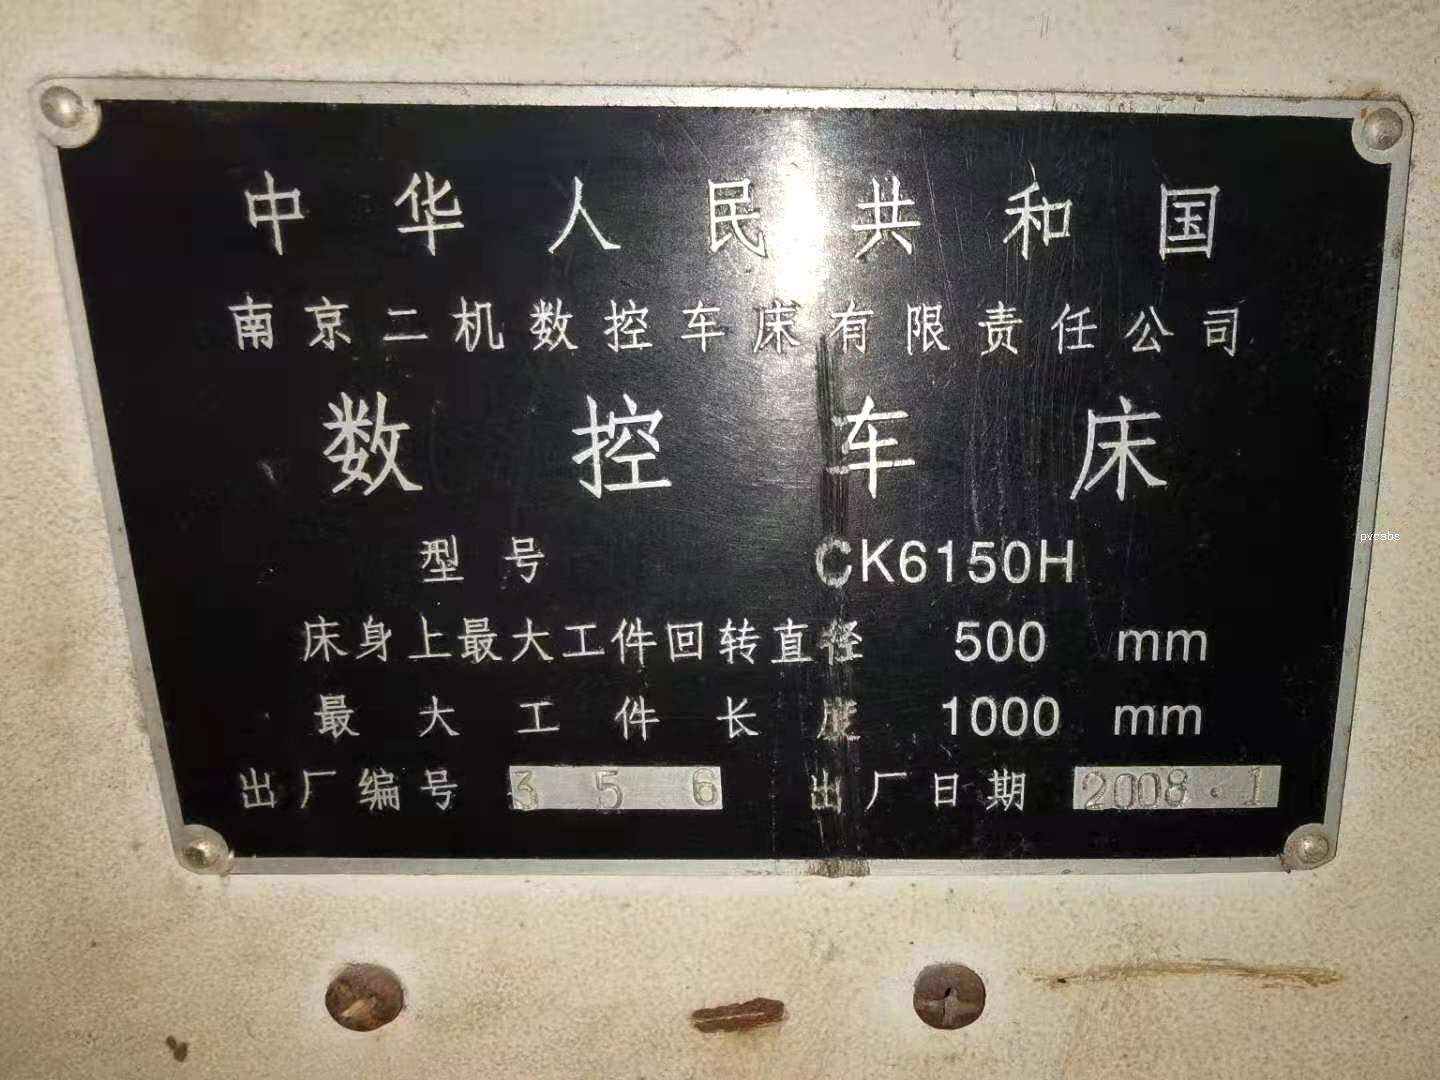 中华人民共和国
南京二机数控车床有限责任公司
数控车床
型号 CK6150H
pvcabs
床身上最大工件回转直径 500 mm
最大工件长度 1000 mm
出厂编号 356 出厂日期 2008.1